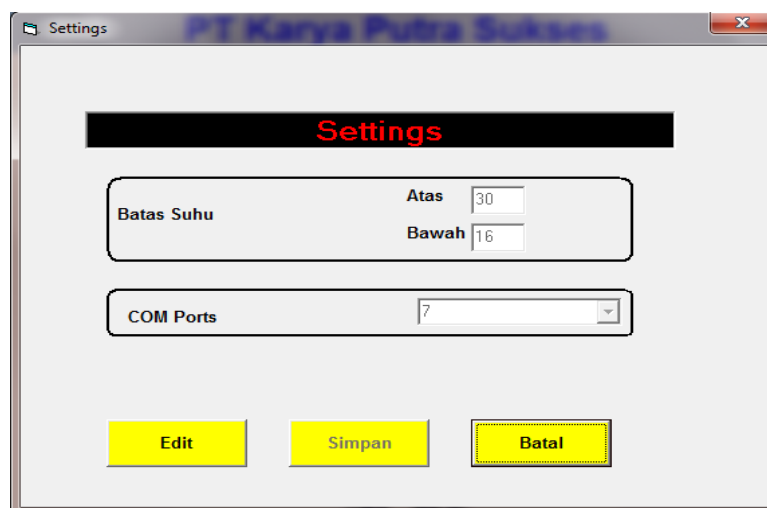 Settings
PT Karya Putra Sukses
Settings
Batas Suhu
Atas 30
Bawah 16
COM Ports 7
Edit Simpan Batal